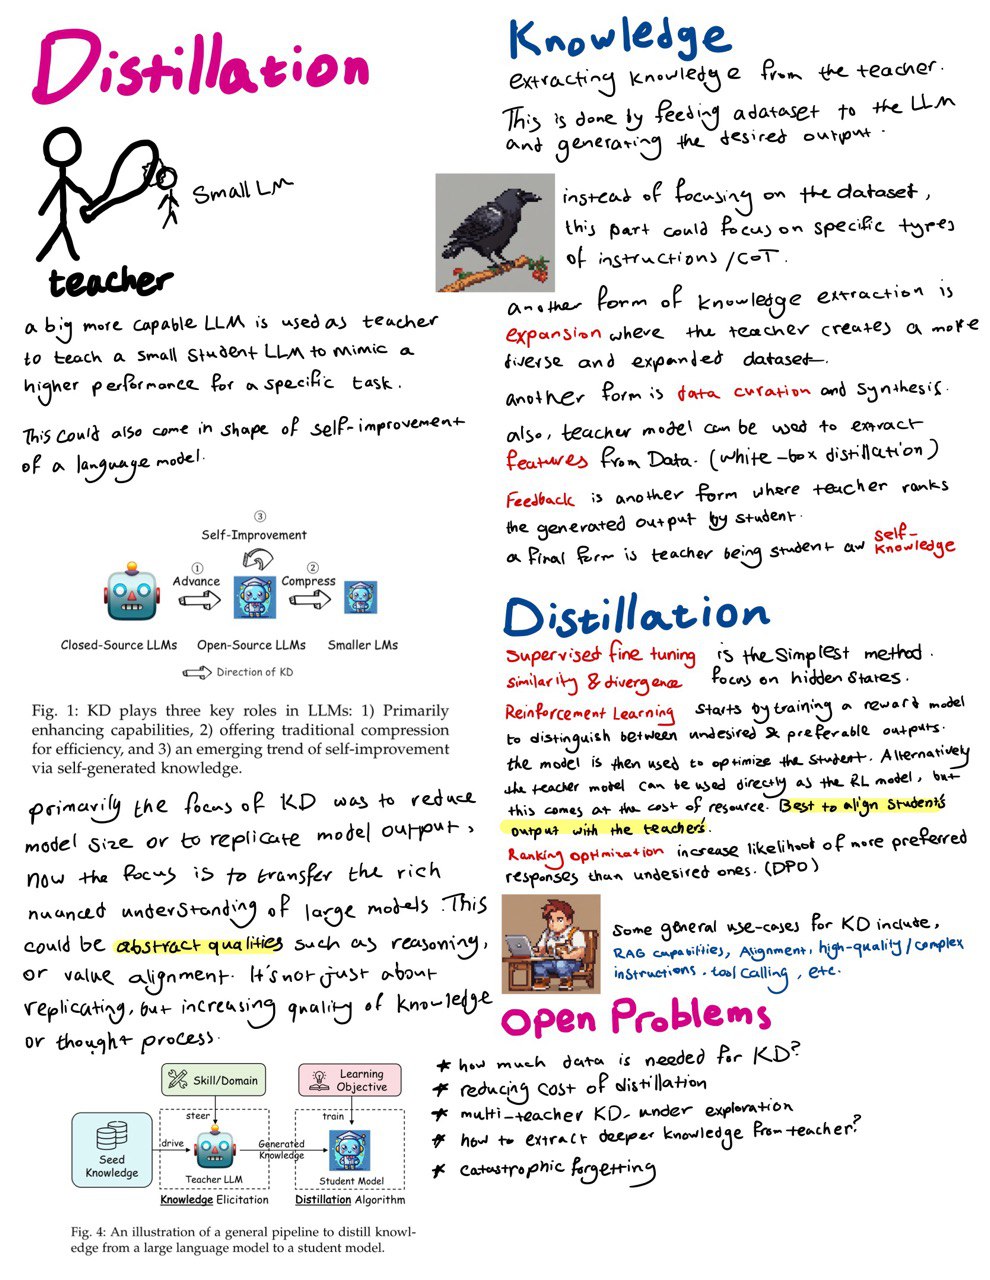 Distillation
Small LM
teacher
a big more capable LLM is used as teacher
to teach a small student LLM to mimic a
higher performance for a specific task.
This could also come in shape of self-improvement
of a language model.
③
Self-Improvement
①
Advance
②
Compress
Closed-Source LLMs
Open-Source LLMs
Smaller LMs
Direction of KD
Fig. 1: KD plays three key roles in LLMs: 1) Primarily
enhancing capabilities, 2) offering traditional compression
for efficiency, and 3) an emerging trend of self-improvement
via self-generated knowledge.
primarily the focus of KD was to reduce
model size or to replicate model output,
now the focus is to transfer the rich
nuanced understanding of large models. This
could be abstract qualities such as reasoning,
or value alignment. It's not just about
replicating, but increasing quality of knowledge
or thought process.
Skill/Domain
Learning
Objective
steer
train
Seed
Knowledge
drive
Generated
Knowledge
Teacher LLM
Student Model
Knowledge Elicitation
Distillation Algorithm
Fig. 4: An illustration of a general pipeline to distill knowl-
edge from a large language model to a student model.
Knowledge
extracting knowledge from the teacher.
This is done by feeding a dataset to the LLM
and generating the desired output.
instead of focusing on the dataset,
this part could focus on specific types
of instructions/CoT.
another form of knowledge extraction is
expansion where the teacher creates a more
diverse and expanded dataset.
another form is data curation and synthesis.
also, teacher model can be used to extract
features from Data. (white-box distillation)
Feedback is another form where teacher ranks
the generated output by student.
a final form is teacher being student aw self-
knowledge
Distillation
Supervised fine tuning is the simplest method.
similarity & divergence focus on hidden states.
Reinforcement Learning starts by training a reward model
to distinguish between undesired & preferable outputs.
the model is then used to optimize the student. Alternatively
the teacher model can be used directly as the RL model, but
this comes at the cost of resource. Best to align student's
output with the teacher's.
Ranking optimization increase likelihood of more preferred
responses than undesired ones. (DPO)
Some general use-cases for KD include,
RAG capabilities, Alignment, high-quality/complex
instructions, tool calling, etc.
Open Problems
* how much data is needed for KD?
* reducing cost of distillation
* multi-teacher KD-under exploration
* how to extract deeper knowledge from teacher?
* catastrophic forgetting